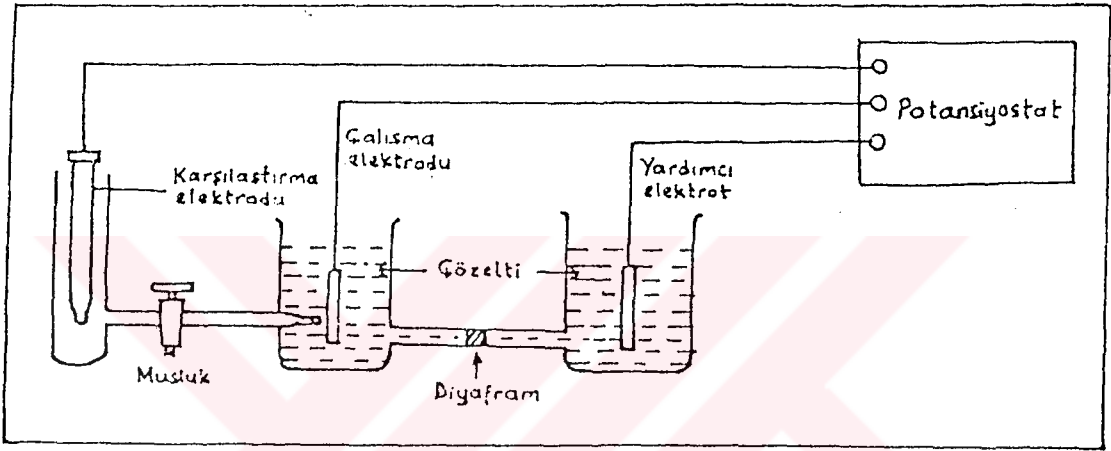 Potansiyostat
Çalışma
elektrodu
Yardımcı
elektrot
Karşılaştırma
elektrodu
Çözelti
Musluk
Diyafram